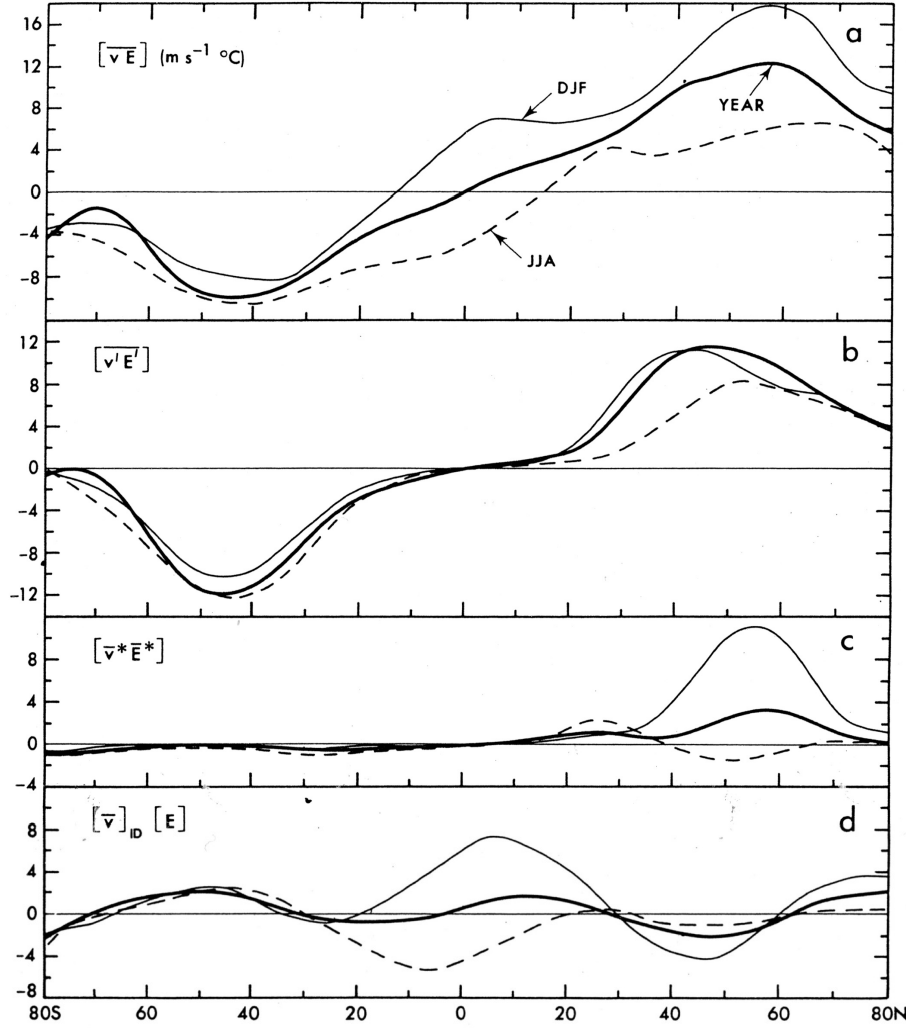 16
12
8
4
0
-4
-8
[v̄E̅] (m s⁻¹ °C)
a
DJF
YEAR
JJA
12
8
4
0
-4
-8
-12
[v̅'̅E̅'̅]
b
8
4
0
-4
[v̄*Ē*]
c
8
4
0
-4
-8
[v̄]ID [E]
d
80S 60 40 20 0 20 40 60 80N